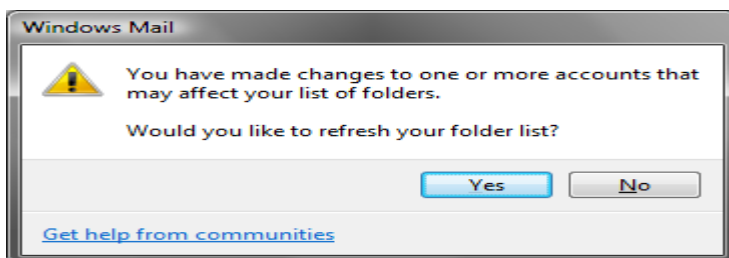 Windows Mail
You have made changes to one or more accounts that
may affect your list of folders.
Would you like to refresh your folder list?
Yes No
Get help from communities